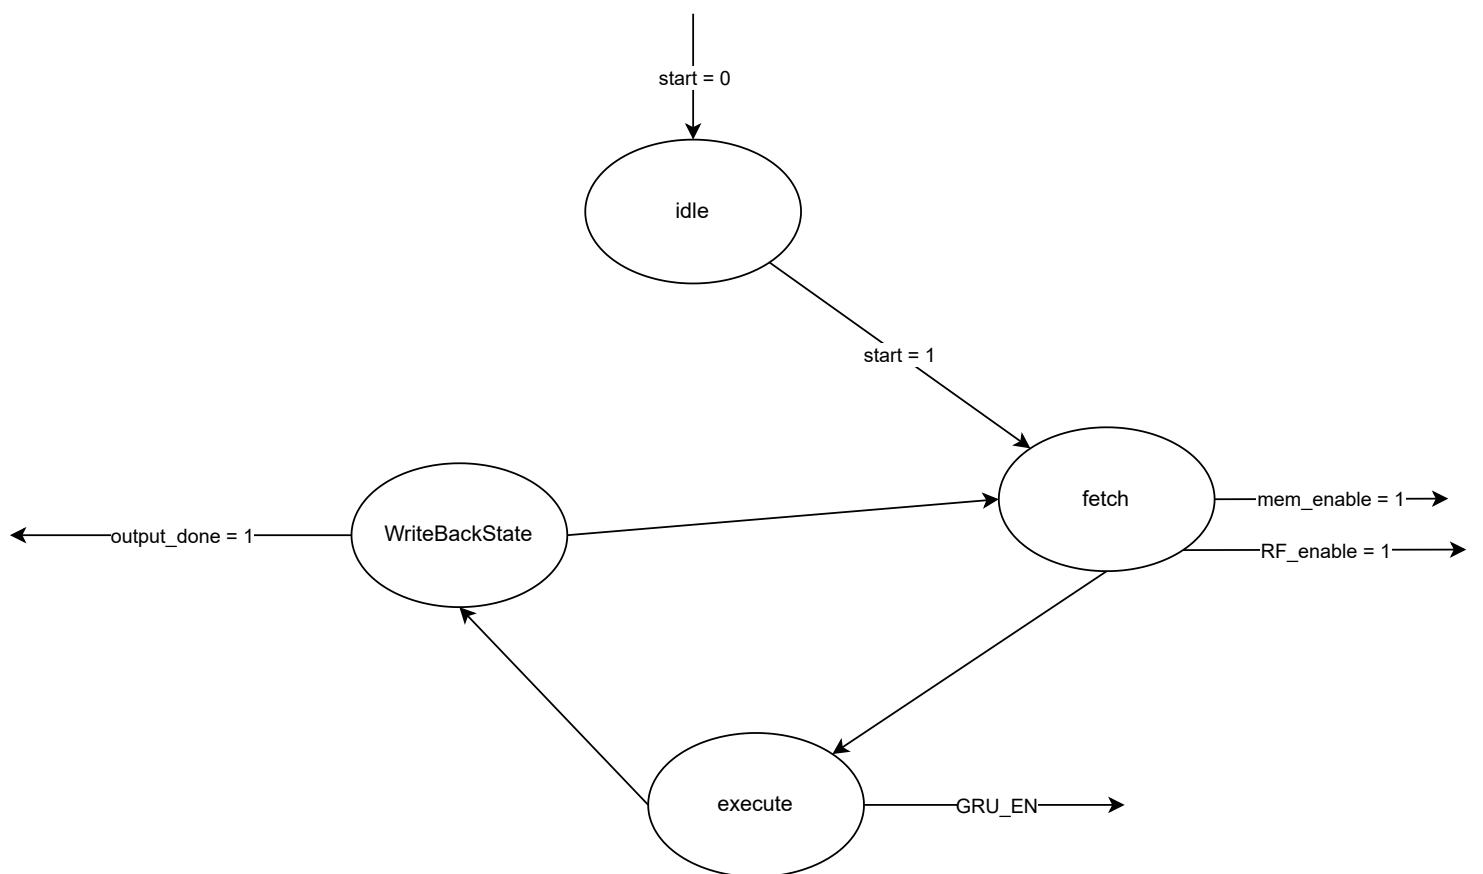 start = 0
idle
start = 1
fetch
mem_enable = 1
WriteBackState
output_done = 1
RF_enable = 1
execute
GRU_EN